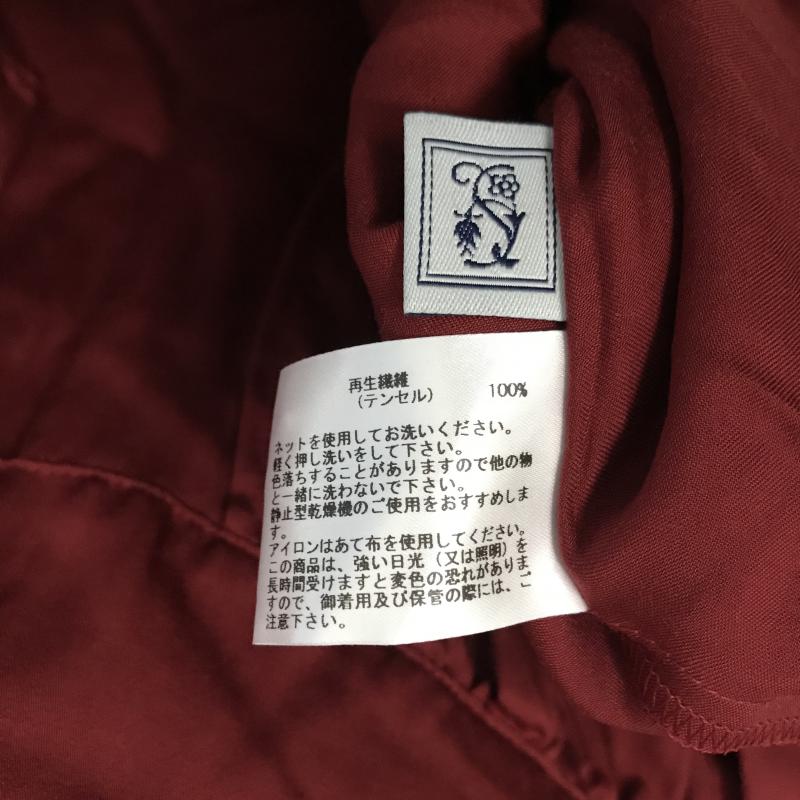 再生繊維
（テンセル） 100%
ネットを使用してお洗いください。
軽く押し洗いをして下さい。
色落ちすることがありますので他の物
と一緒に洗わないで下さい。
静止型乾燥機のご使用をおすすめしま
す。
アイロンはあて布を使用してください。
この商品は、強い日光（又は照明）を
長時間受けますと変色の恐れがありま
すので、御着用及び保管の際には、ご
注意下さい。